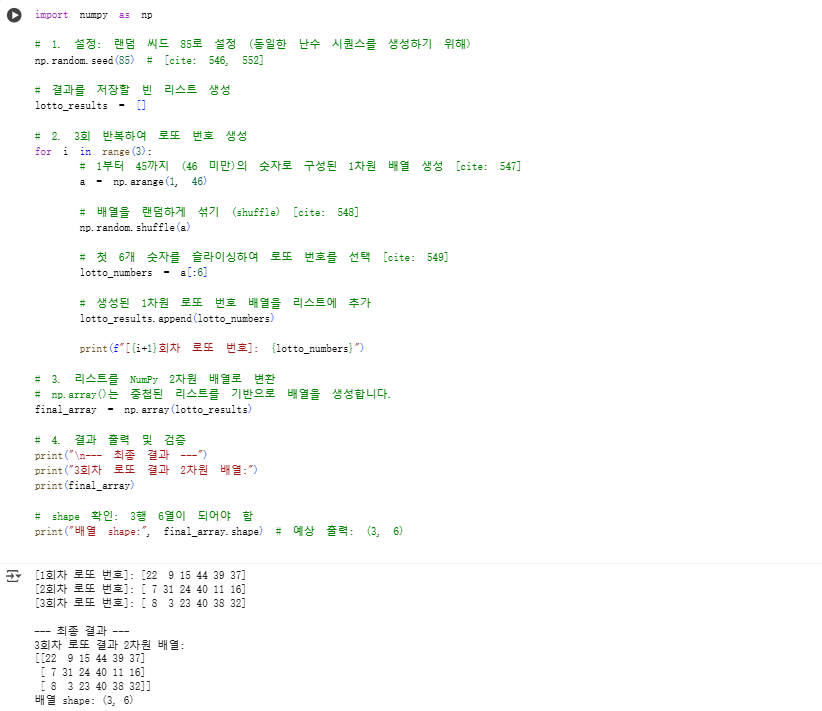 import numpy as np
# 1. 설정: 랜덤 씨드 85로 설정 (동일한 난수 시퀀스를 생성하기 위해)
np.random.seed(85) # [cite: 546, 552]
# 결과를 저장할 빈 리스트 생성
lotto_results = []
# 2. 3회 반복하여 로또 번호 생성
for i in range(3):
# 1부터 45까지 (46 미만)의 숫자로 구성된 1차원 배열 생성 [cite: 547]
a = np.arange(1, 46)
# 배열을 랜덤하게 섞기 (shuffle) [cite: 548]
np.random.shuffle(a)
# 첫 6개 숫자를 슬라이싱하여 로또 번호를 선택 [cite: 549]
lotto_numbers = a[:6]
# 생성된 1차원 로또 번호 배열을 리스트에 추가
lotto_results.append(lotto_numbers)
print(f"[{i+1}회차 로또 번호]: {lotto_numbers}")
# 3. 리스트를 NumPy 2차원 배열로 변환
# np.array()는 중첩된 리스트를 기반으로 배열을 생성합니다.
final_array = np.array(lotto_results)
# 4. 결과 출력 및 검증
print("\n--- 최종 결과 ---")
print("3회차 로또 결과 2차원 배열:")
print(final_array)
# shape 확인: 3행 6열이 되어야 함
print("배열 shape:", final_array.shape) # 예상 출력: (3, 6)
[1회차 로또 번호]: [22  9 15 44 39 37]
[2회차 로또 번호]: [ 7 31 24 40 11 16]
[3회차 로또 번호]: [ 8  3 23 40 38 32]
--- 최종 결과 ---
3회차 로또 결과 2차원 배열:
[[22  9 15 44 39 37]
[ 7 31 24 40 11 16]
[ 8  3 23 40 38 32]]
배열 shape: (3, 6)